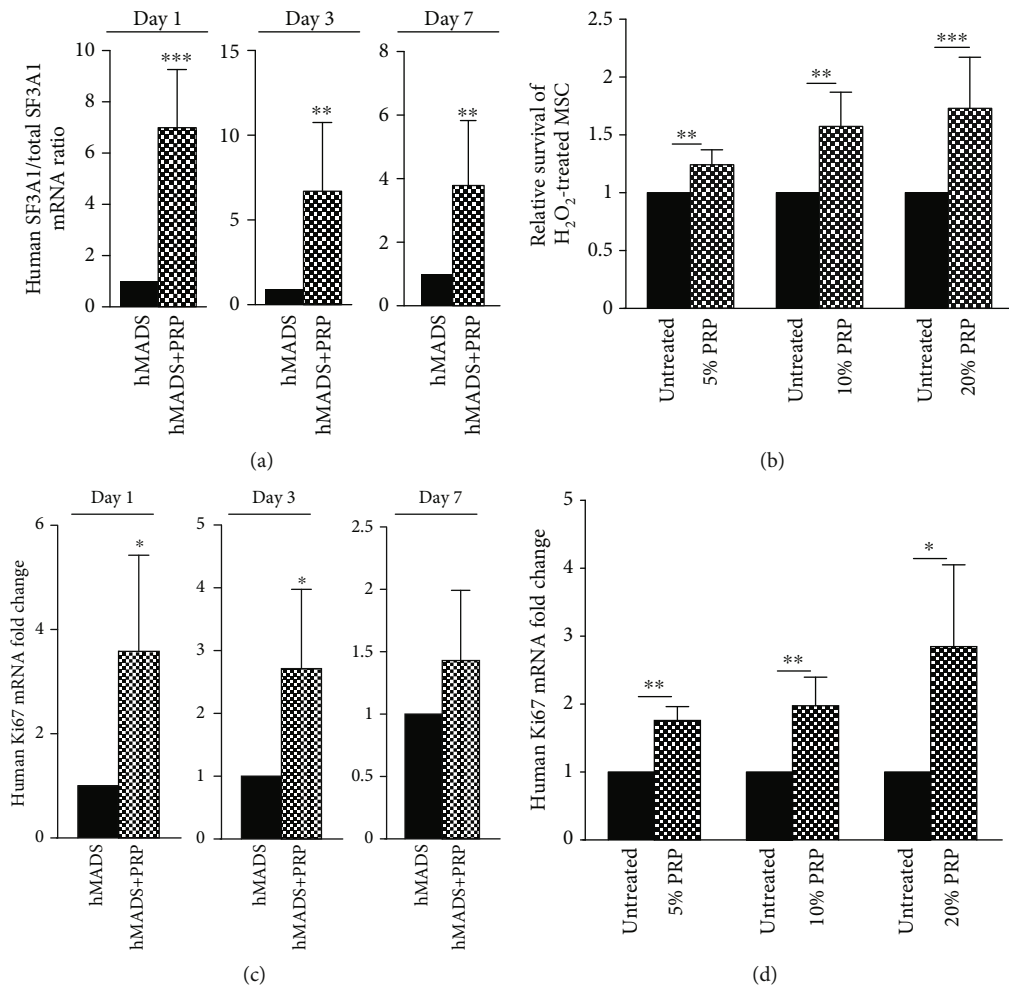 Day 1
Day 3
Day 7
Human SF3A1/total SF3A1
mRNA ratio
10
8
6
4
2
0
***
hMADS
hMADS+PRP
15
10
5
0
**
hMADS
hMADS+PRP
8
6
4
2
0
**
hMADS
hMADS+PRP
(a)
Relative survival of
H₂O₂-treated MSC
2.5
2
1.5
1
0.5
0
**
**
***
Untreated
5% PRP
Untreated
10% PRP
Untreated
20% PRP
(b)
Day 1
Day 3
Day 7
Human Ki67 mRNA fold change
6
4
2
0
*
hMADS
hMADS+PRP
5
4
3
2
1
0
*
hMADS
hMADS+PRP
2.5
2
1.5
1
0.5
0
hMADS
hMADS+PRP
(c)
Human Ki67 mRNA fold change
5
4
3
2
1
0
**
**
*
Untreated
5% PRP
Untreated
10% PRP
Untreated
20% PRP
(d)